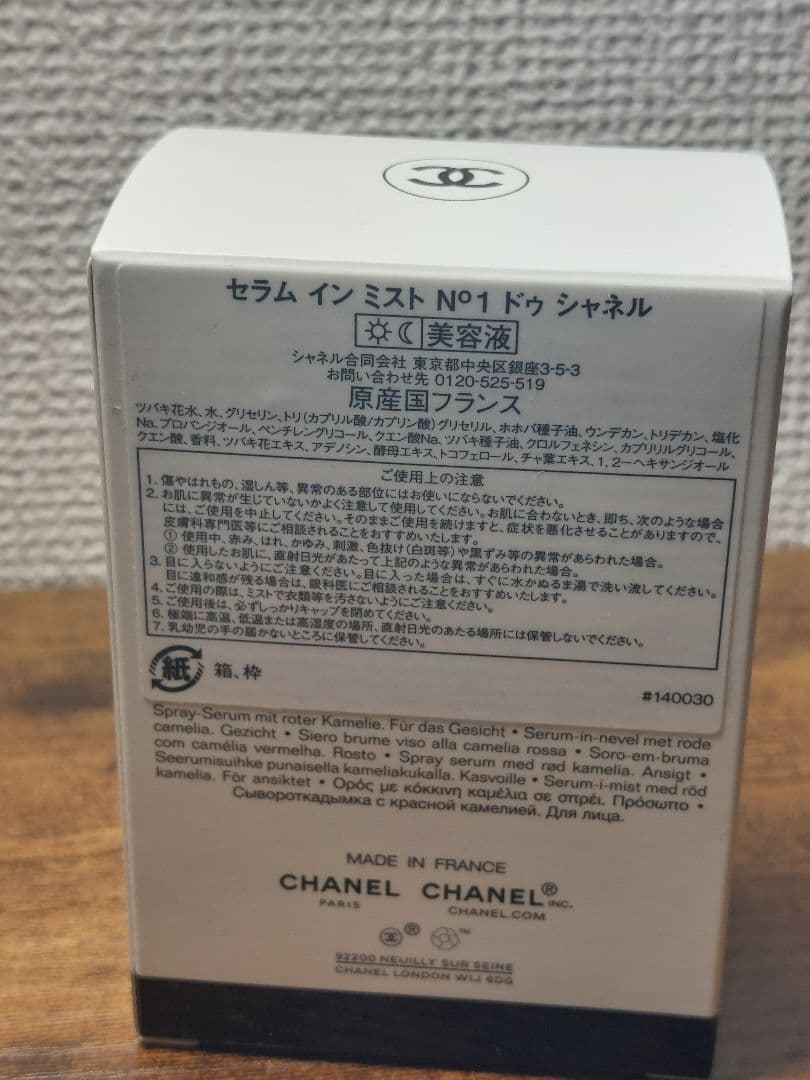 セラム イン ミスト Nº1 ドゥ シャネル
美容液
シャネル合同会社 東京都中央区銀座3-5-3
お問い合わせ先 0120-525-519
原産国フランス
ツバキ花水、水、グリセリン、トリ(カプリル酸/カプリン酸)グリセリル、ホホバ種子油、ウンデカン、トリデカン、塩化
Na、プロパンジオール、ペンチレングリコール、クエン酸Na、ツバキ種子油、クロルフェネシン、カプリリルグリコール、
クエン酸、香料、ツバキ花エキス、アデノシン、酵母エキス、トコフェロール、チャ葉エキス、1,2-ヘキサンジオール
ご使用上の注意
1. 傷やはれもの、湿しん等、異常のある部位にはお使いにならないでください。
2. お肌に異常が生じていないかよく注意して使用してください。お肌に合わないとき、即ち、次のような場合
には、ご使用を中止してください。そのままご使用を続けますと、症状を悪化させることがありますので、
皮膚科専門医等にご相談されることをおすすめいたします。
① 使用中、赤み、はれ、かゆみ、刺激、色抜け(白斑等)や黒ずみ等の異常があらわれた場合。
② 使用したお肌に、直射日光があたって上記のような異常があらわれた場合。
3. 目に入らないようにご注意ください。目に入った場合は、すぐに水かぬるま湯で洗い流してください。
目に違和感が残る場合は、眼科医にご相談されることをおすすめいたします。
4. ご使用の際は、ミストで衣類等を汚さないようにご注意ください。
5. ご使用後は、必ずしっかりキャップを閉めてください。
6. 極端に高温、低温または高湿度の場所、直射日光のあたる場所には保管しないでください。
7. 乳幼児の手の届かないところに保管してください。
紙 箱、枠
#140030
Spray-Serum mit roter Kamelie. Für das Gesicht • Serum-in-nevel met rode
camelia. Gezicht • Siero brume viso alla camelia rossa • Soro-em-bruma
com camélia vermelha. Rosto • Spray serum med rød kamelia. Ansigt •
Seerumisuihke punaisella kameliakukalla. Kasvoille • Serum-i-mist med röd
kamelia. För ansiktet • Ορός με κόκκινη καμέλια σε σπρέι. Πρόσωπο •
Сывороткадымка с красной камелией. Для лица.
MADE IN FRANCE
CHANEL CHANEL®
PARIS INC.
CHANEL.COM
® ™
92200 NEUILLY SUR SEINE
CHANEL LONDON W1J 6DG